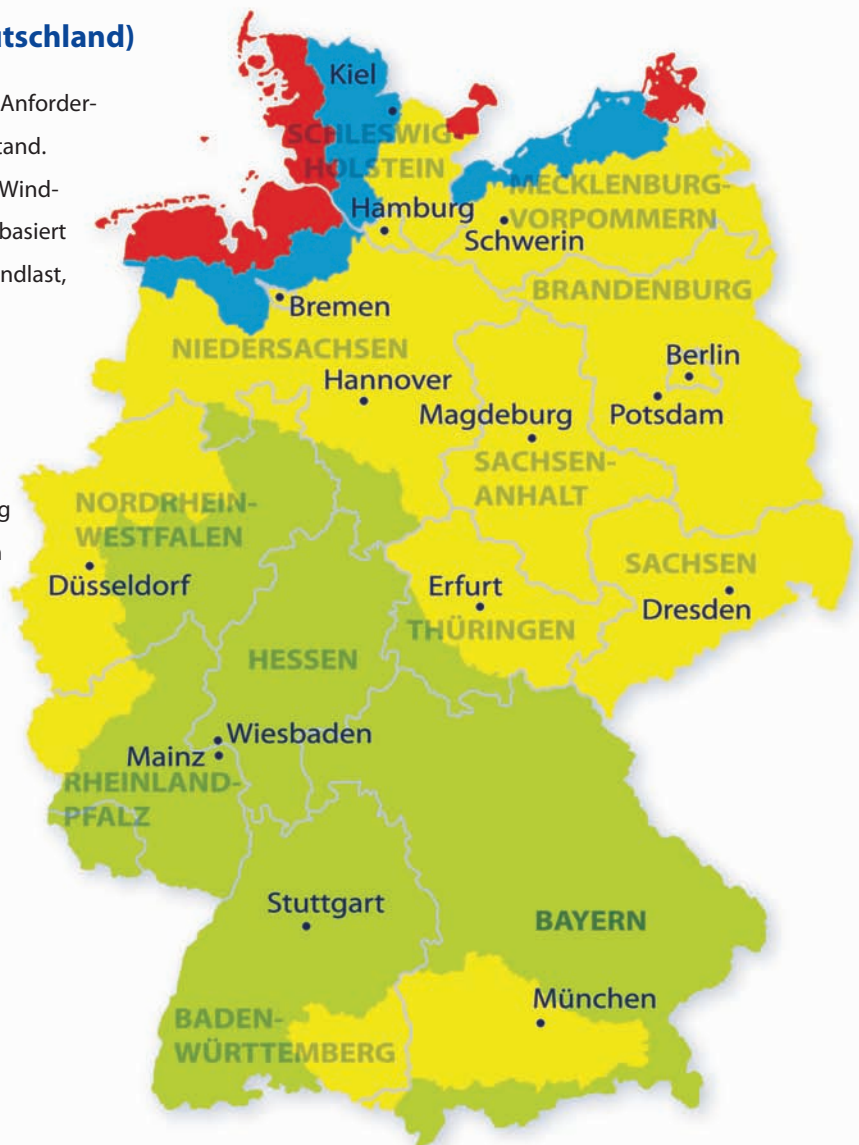 utschland)
Anforder-
tand.
Wind-
basiert
ndlast,
g
Kiel
SCHLESWIG-
HOLSTEIN
MECKLENBURG-
VORPOMMERN
Hamburg
Schwerin
BRANDENBURG
Bremen
NIEDERSACHSEN
Berlin
Hannover
Magdeburg
Potsdam
SACHSEN-
ANHALT
NORDRHEIN-
WESTFALEN
Düsseldorf
Erfurt
SACHSEN
Dresden
THÜRINGEN
HESSEN
Wiesbaden
Mainz
RHEINLAND-
PFALZ
Stuttgart
BAYERN
München
BADEN-
WÜRTTEMBERG